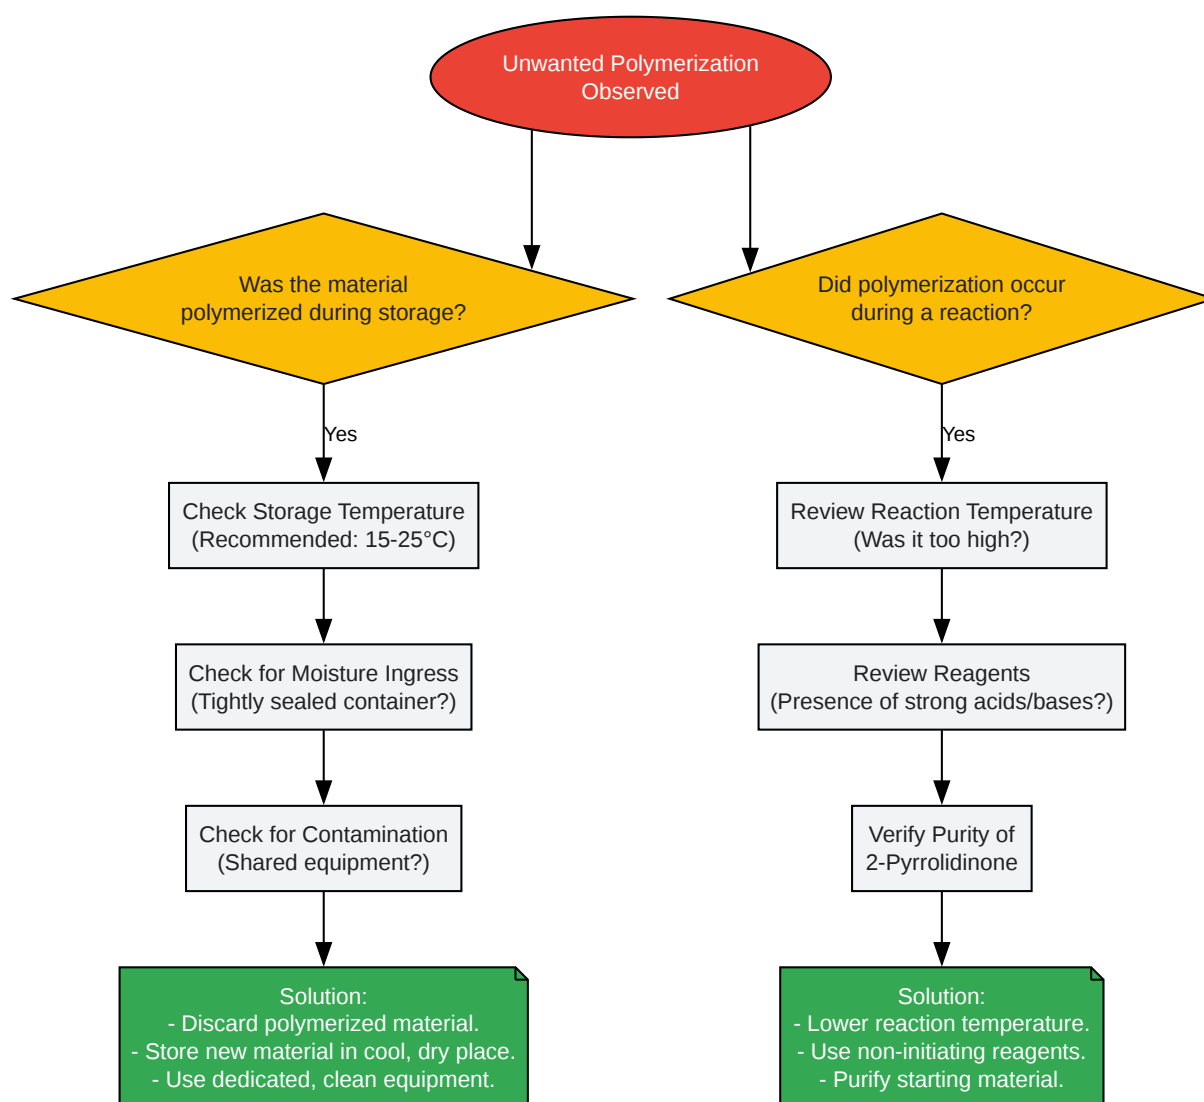 Unwanted Polymerization
Observed
Was the material
polymerized during storage?
Did polymerization occur
during a reaction?
Yes
Yes
Check Storage Temperature
(Recommended: 15-25°C)
Review Reaction Temperature
(Was it too high?)
Check for Moisture Ingress
(Tightly sealed container?)
Review Reagents
(Presence of strong acids/bases?)
Check for Contamination
(Shared equipment?)
Verify Purity of
2-Pyrrolidinone
Solution:
- Discard polymerized material.
- Store new material in cool, dry place.
- Use dedicated, clean equipment.
Solution:
- Lower reaction temperature.
- Use non-initiating reagents.
- Purify starting material.